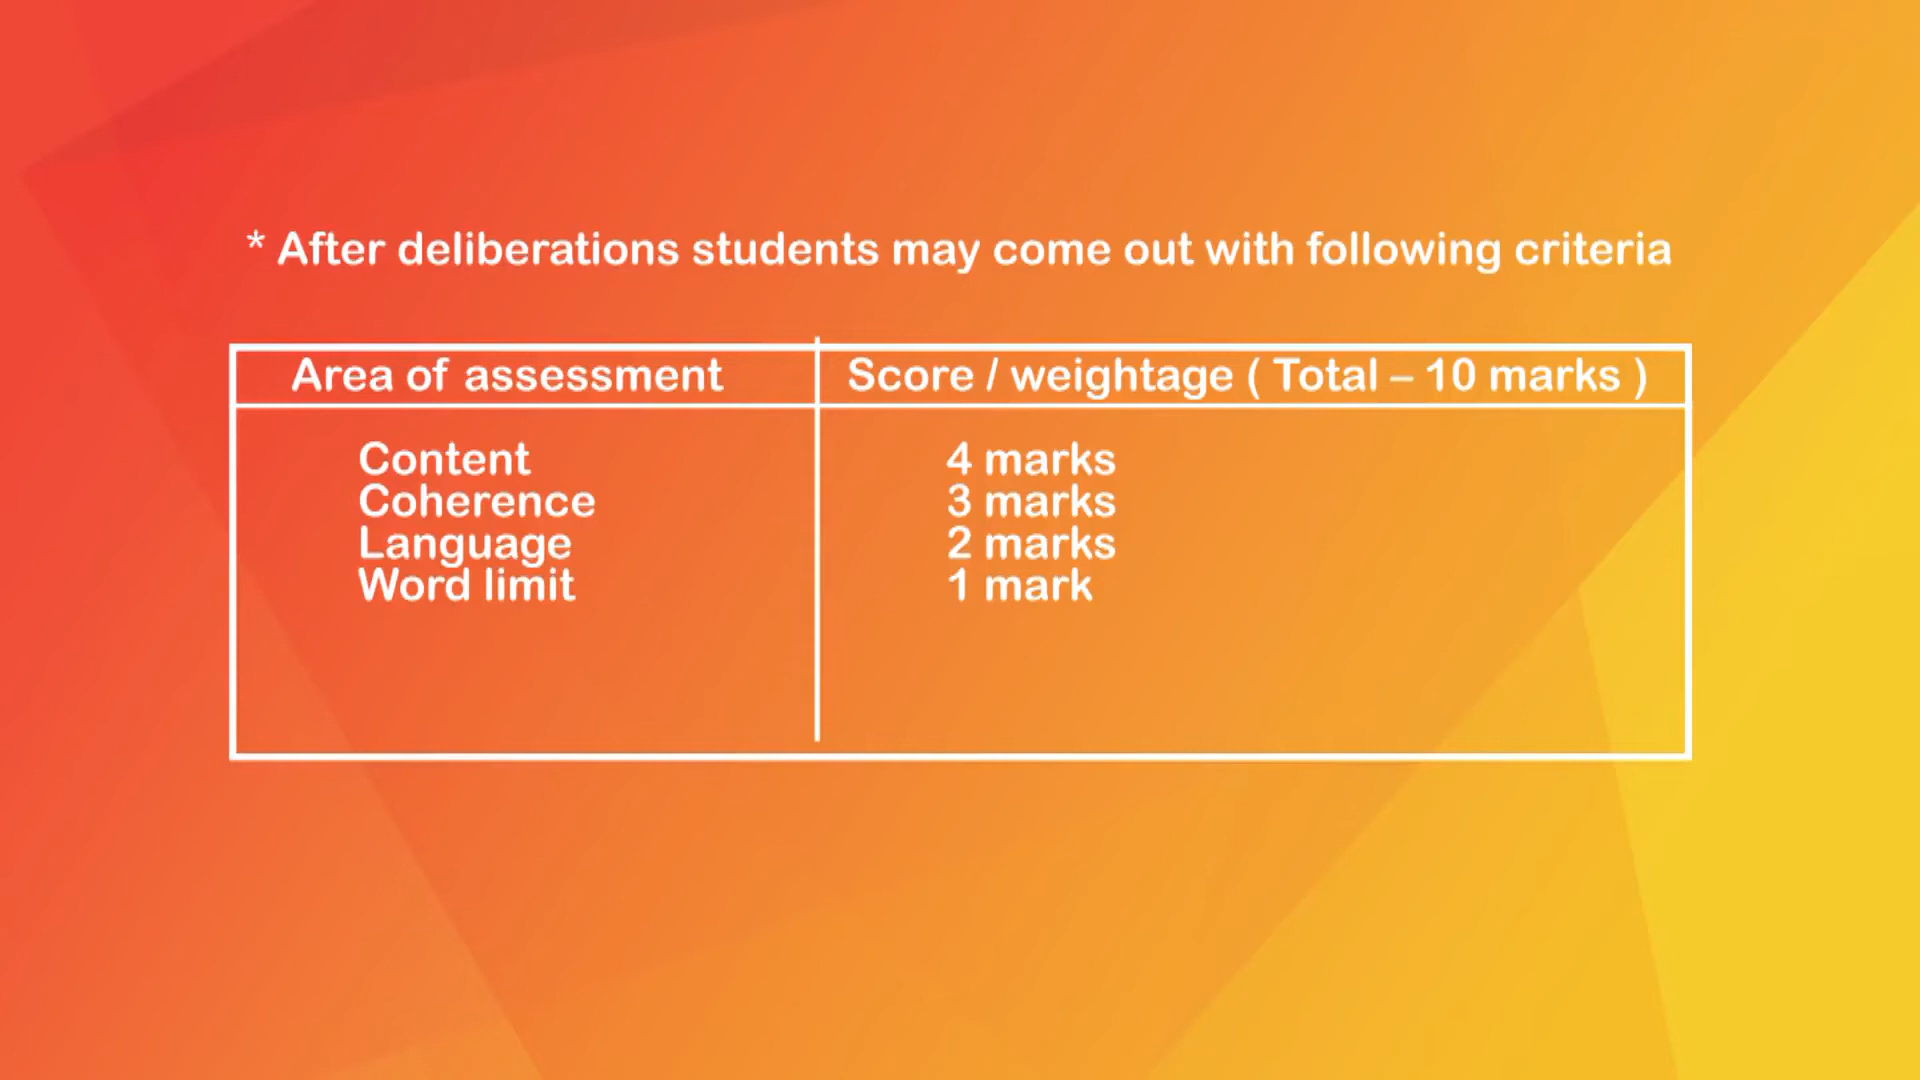 * After deliberations students may come out with following criteria
Area of assessment Score / weightage ( Total – 10 marks )
Content 4 marks
Coherence 3 marks
Language 2 marks
Word limit 1 mark